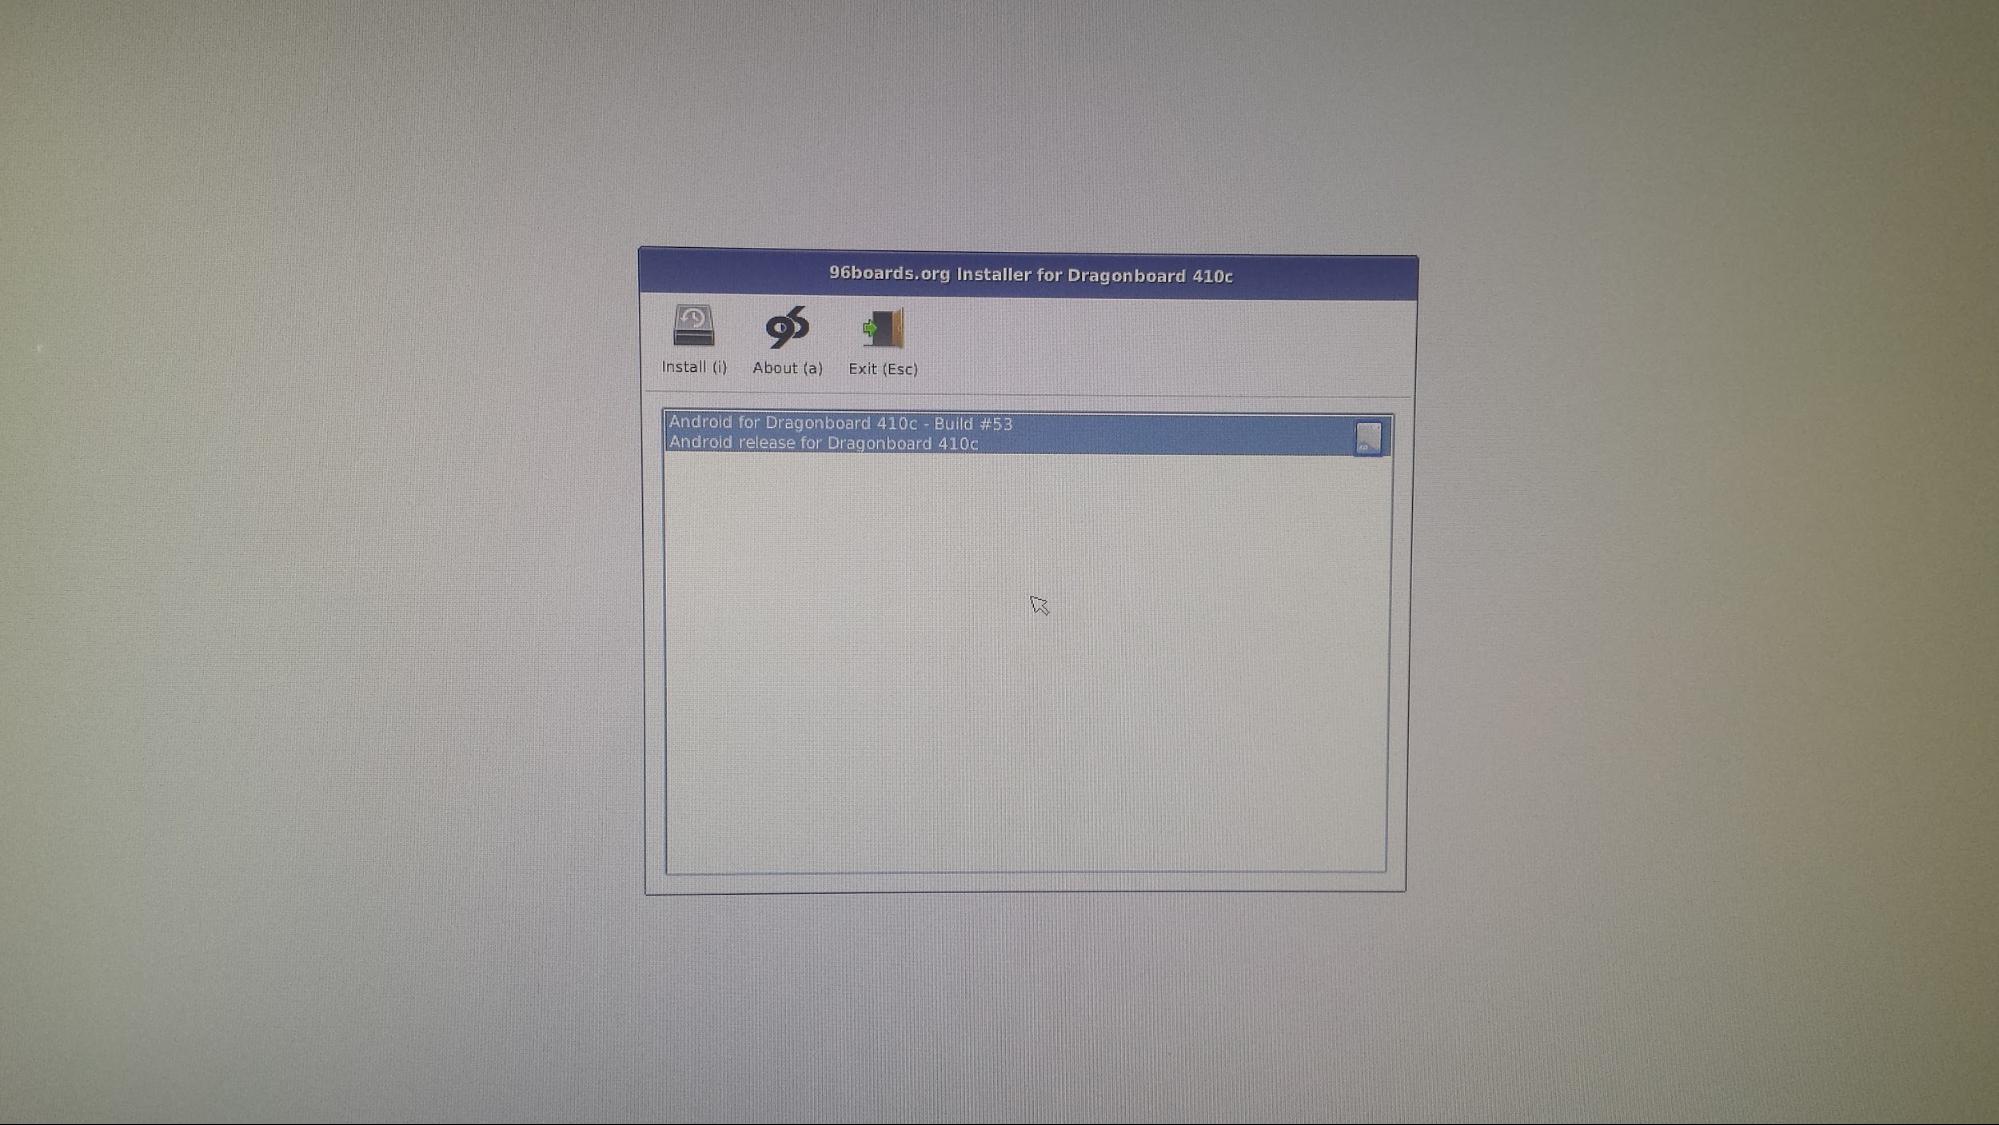 96boards.org Installer for Dragonboard 410c
Install (i) About (a) Exit (Esc)
Android for Dragonboard 410c - Build #53
Android release for Dragonboard 410c